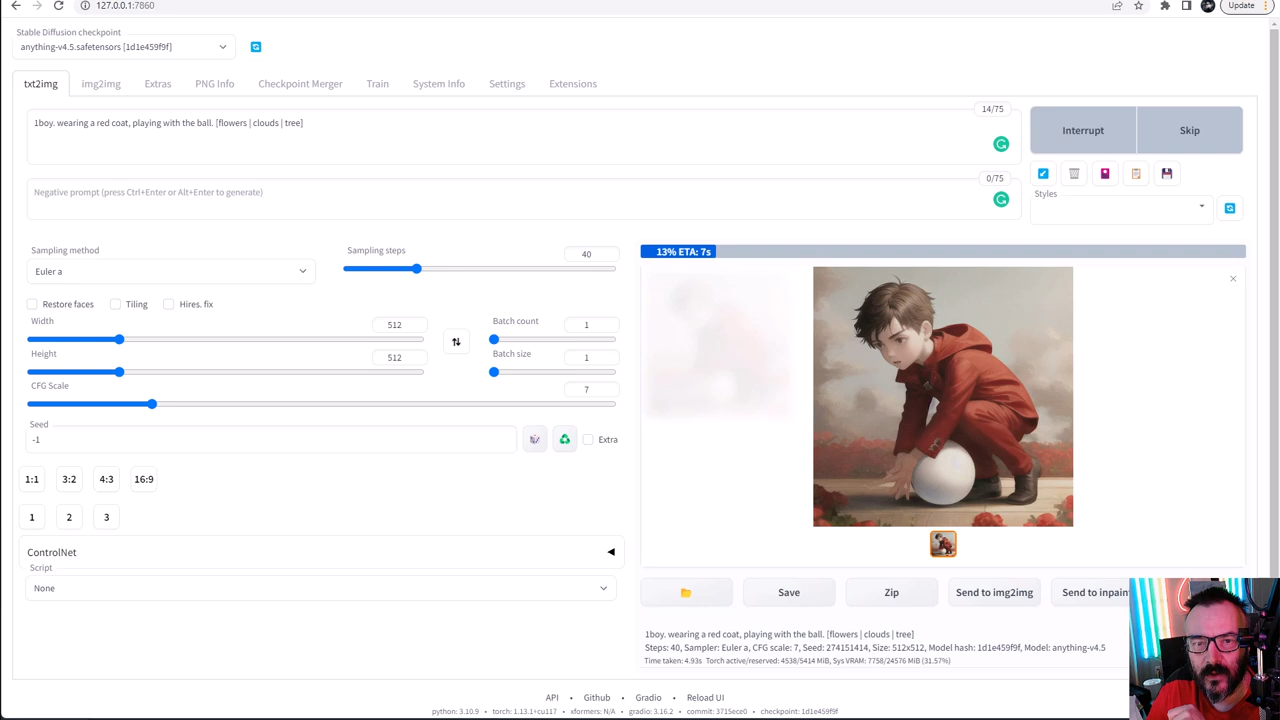 127.0.0.1:7860
Update
Stable Diffusion checkpoint
anything-v4.5.safetensors [1d1e459f9f]
txt2img img2img Extras PNG Info Checkpoint Merger Train System Info Settings Extensions
14/75
1boy. wearing a red coat, playing with the ball. [flowers | clouds | tree]
Interrupt Skip
0/75
Negative prompt (press Ctrl+Enter or Alt+Enter to generate)
Styles
Sampling method
Euler a
Sampling steps
40
13% ETA: 7s
Restore faces Tiling Hires. fix
Width
512
Height
512
Batch count
1
Batch size
1
CFG Scale
7
Seed
-1
Extra
1:1 3:2 4:3 16:9
1 2 3
ControlNet
Script
None
Save Zip Send to img2img Send to inpain
1boy. wearing a red coat, playing with the ball. [flowers | clouds | tree]
Steps: 40, Sampler: Euler a, CFG scale: 7, Seed: 274151414, Size: 512x512, Model hash: 1d1e459f9f, Model: anything-v4.5
Time taken: 4.93s Torch active/reserved: 4538/5414 MiB, Sys VRAM: 7758/24576 MiB (31.57%)
API • Github • Gradio • Reload UI
python: 3.10.9 • torch: 1.13.1+cu117 • xformers: N/A • gradio: 3.16.2 • commit: 3715ece0 • checkpoint: 1d1e459f9f